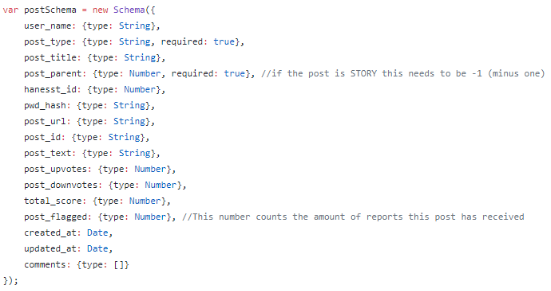 var postSchema = new Schema({
    user_name: {type: String},
    post_type: {type: String, required: true},
    post_title: {type: String},
    post_parent: {type: Number, required: true}, //if the post is STORY this needs to be -1 (minus one)
    hanesst_id: {type: Number},
    pwd_hash: {type: String},
    post_url: {type: String},
    post_id: {type: String},
    post_text: {type: String},
    post_upvotes: {type: Number},
    post_downvotes: {type: Number},
    total_score: {type: Number},
    post_flagged: {type: Number}, //This number counts the amount of reports this post has received
    created_at: Date,
    updated_at: Date,
    comments: {type: []}
});